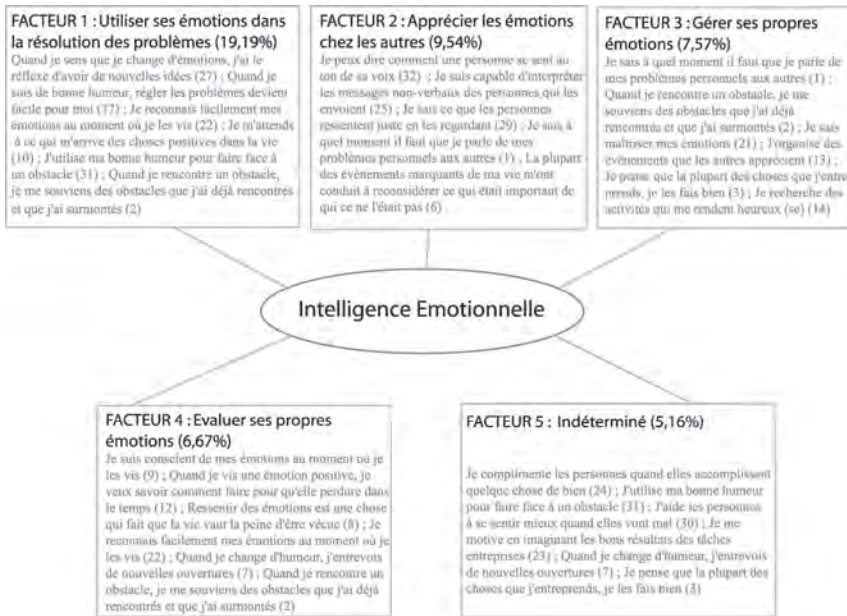 FACTEUR 1 : Utiliser ses émotions dans
la résolution des problèmes (19,19%)
Quand je sens que je change d'émotions, j'ai le
réflexe d'avoir de nouvelles idées (27) ; Quand je
suis de bonne humeur, régler les problèmes devient
facile pour moi (17) ; Je reconnais facilement mes
émotions au moment où je les vis (22) ; Je m'attends
à ce qui m'arrive des choses positives dans la vie
(10) ; J'utilise ma bonne humeur pour faire face à
un obstacle (31) ; Quand je rencontre un obstacle,
je me souviens des obstacles que j'ai déjà rencontrés
et que j'ai surmontés (2)
FACTEUR 2 : Apprécier les émotions
chez les autres (9,54%)
Je peux dire comment une personne se sent au
ton de sa voix (32) ; Je suis capable d'interpréter
les messages non-verbaux des personnes qui les
envoient (25) ; Je sais ce que les personnes
ressentent juste en les regardant (29) ; Je sais à
quel moment il faut que je parle de mes
problèmes personnels aux autres (1) ; La plupart
des événements marquants de ma vie m'ont
conduit à reconsidérer ce qui était important de
qui ce ne l'était pas (6)
FACTEUR 3 : Gérer ses propres
émotions (7,57%)
Je sais à quel moment il faut que je parle de
mes problèmes personnels aux autres (1) ;
Quand je rencontre un obstacle, je me
souviens des obstacles que j'ai déjà
rencontrés et que j'ai surmontés (2) ; Je sais
maîtriser mes émotions (21) ; J'organise des
événements que les autres apprécient (13) ;
Je pense que la plupart des choses que j'entre
prends, je les fais bien (3) ; Je recherche des
activités qui me rendent heureux (se) (14)
Intelligence Emotionnelle
FACTEUR 4 : Evaluer ses propres
émotions (6,67%)
Je suis conscient de mes émotions au moment où je
les vis (9) ; Quand je vis une émotion positive, je
veux savoir comment faire pour qu'elle perdure dans
le temps (12) ; Ressentir des émotions est une chose
qui fait que la vie vaut la peine d'être vécue (8) ; Je
reconnais facilement mes émotions au moment où je
les vis (22) ; Quand je change d'humeur, j'entrevois
de nouvelles ouvertures (7) ; Quand je rencontre un
obstacle, je me souviens des obstacles que j'ai déjà
rencontrés et que j'ai surmontés (2)
FACTEUR 5 : Indéterminé (5,16%)
Je complimente les personnes quand elles accomplissent
quelque chose de bien (24) ; J'utilise ma bonne humeur
pour faire face à un obstacle (31) ; J'aide les personnes
à se sentir mieux quand elles vont mal (30) ; Je me
motive en imaginant les bons résultats des tâches
entreprises (23) ; Quand je change d'humeur, j'entrevois
de nouvelles ouvertures (7) ; Je pense que la plupart des
choses que j'entreprends, je les fais bien (3)